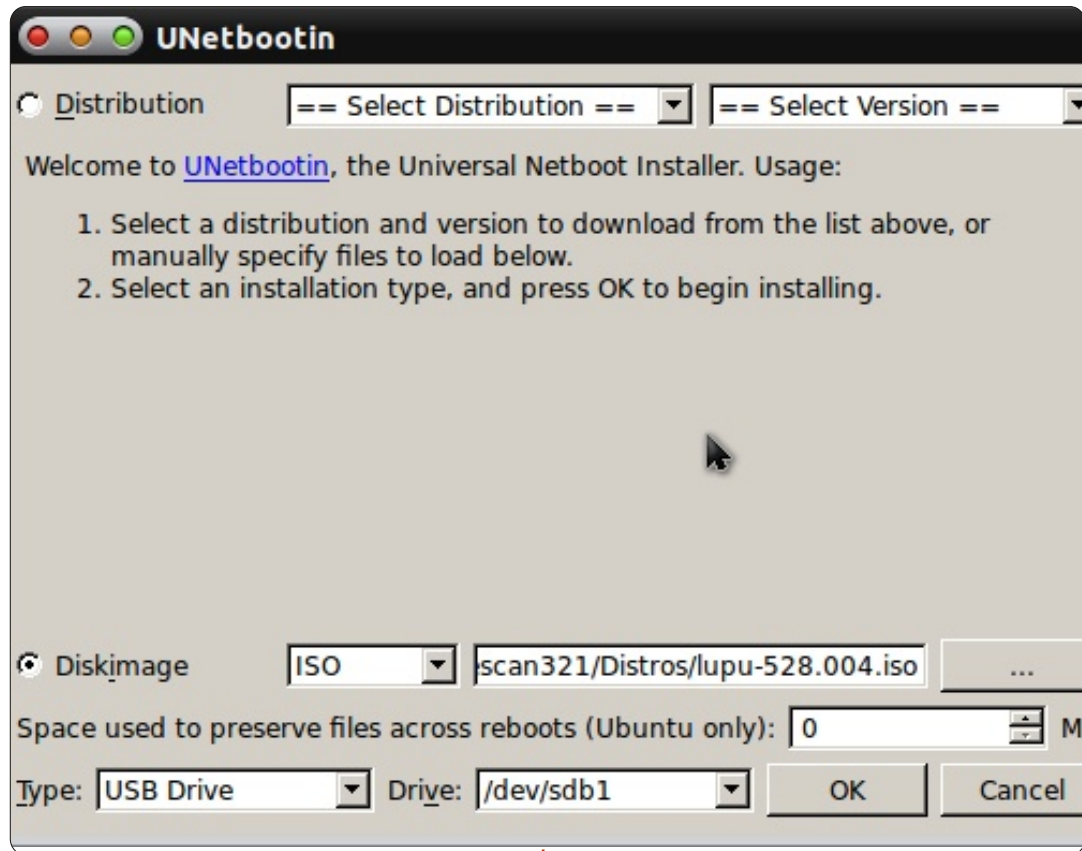 UNetbootin
Distribution == Select Distribution == == Select Version ==
Welcome to UNetbootin, the Universal Netboot Installer. Usage:
1. Select a distribution and version to download from the list above, or
manually specify files to load below.
2. Select an installation type, and press OK to begin installing.
Diskimage ISO scan321/Distros/lupu-528.004.iso ...
Space used to preserve files across reboots (Ubuntu only): 0 M
Type: USB Drive Drive: /dev/sdb1 OK Cancel